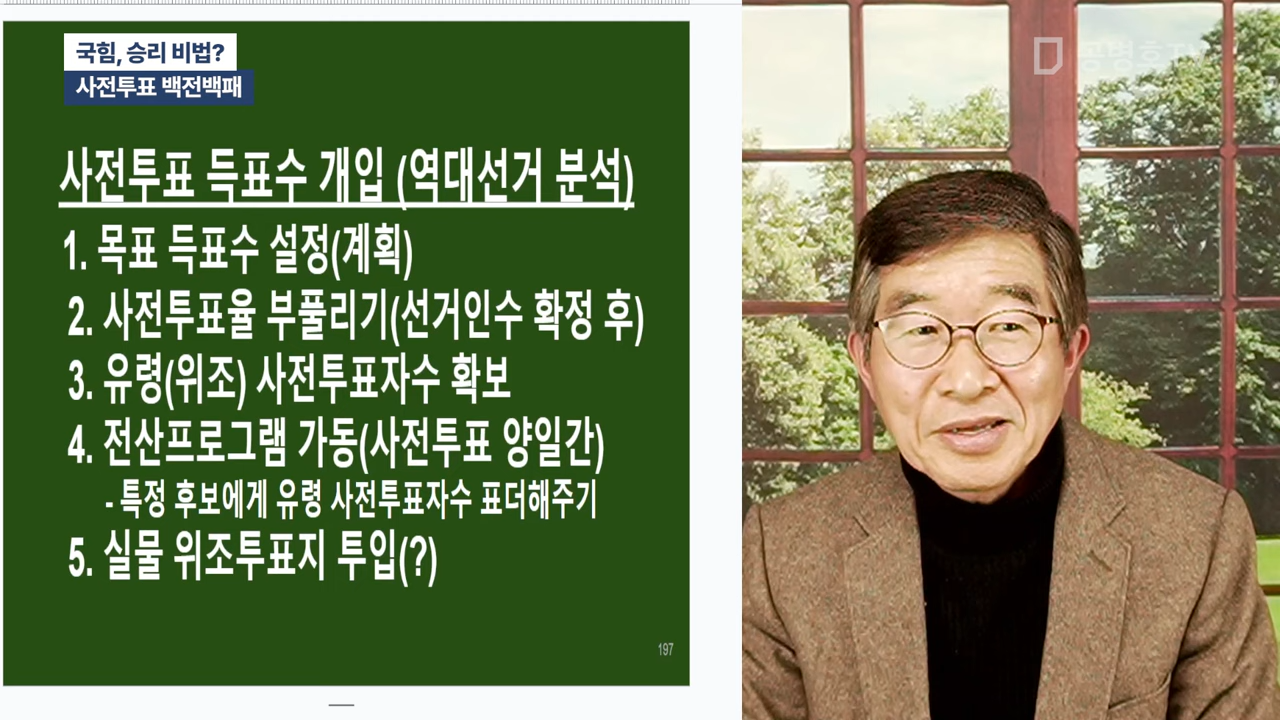 국힘, 승리 비법?
사전투표 백전백패
사전투표 득표수 개입 (역대선거 분석)
1. 목표 득표수 설정(계획)
2. 사전투표율 부풀리기(선거인수 확정 후)
3. 유령(위조) 사전투표자수 확보
4. 전산프로그램 가동(사전투표 양일간)
- 특정 후보에게 유령 사전투표자수 표더해주기
5. 실물 위조투표지 투입(?)
197
공병호TV